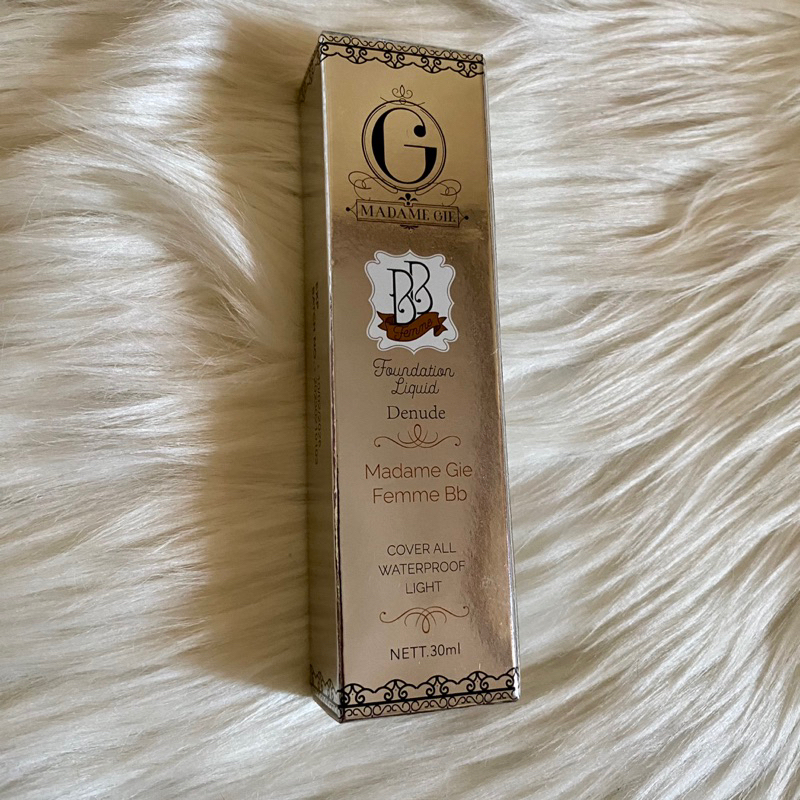 G
MADAME GIE
BB
Femme
Foundation
Liquid
Denude
Madame Gie
Femme Bb
COVER ALL
WATERPROOF
LIGHT
NETT.30ml